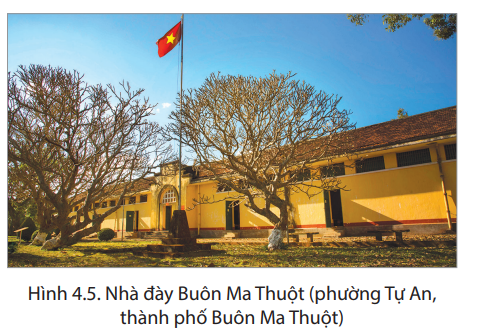 Hình 4.5. Nhà đày Buôn Ma Thuột (phường Tự An,
thành phố Buôn Ma Thuột)